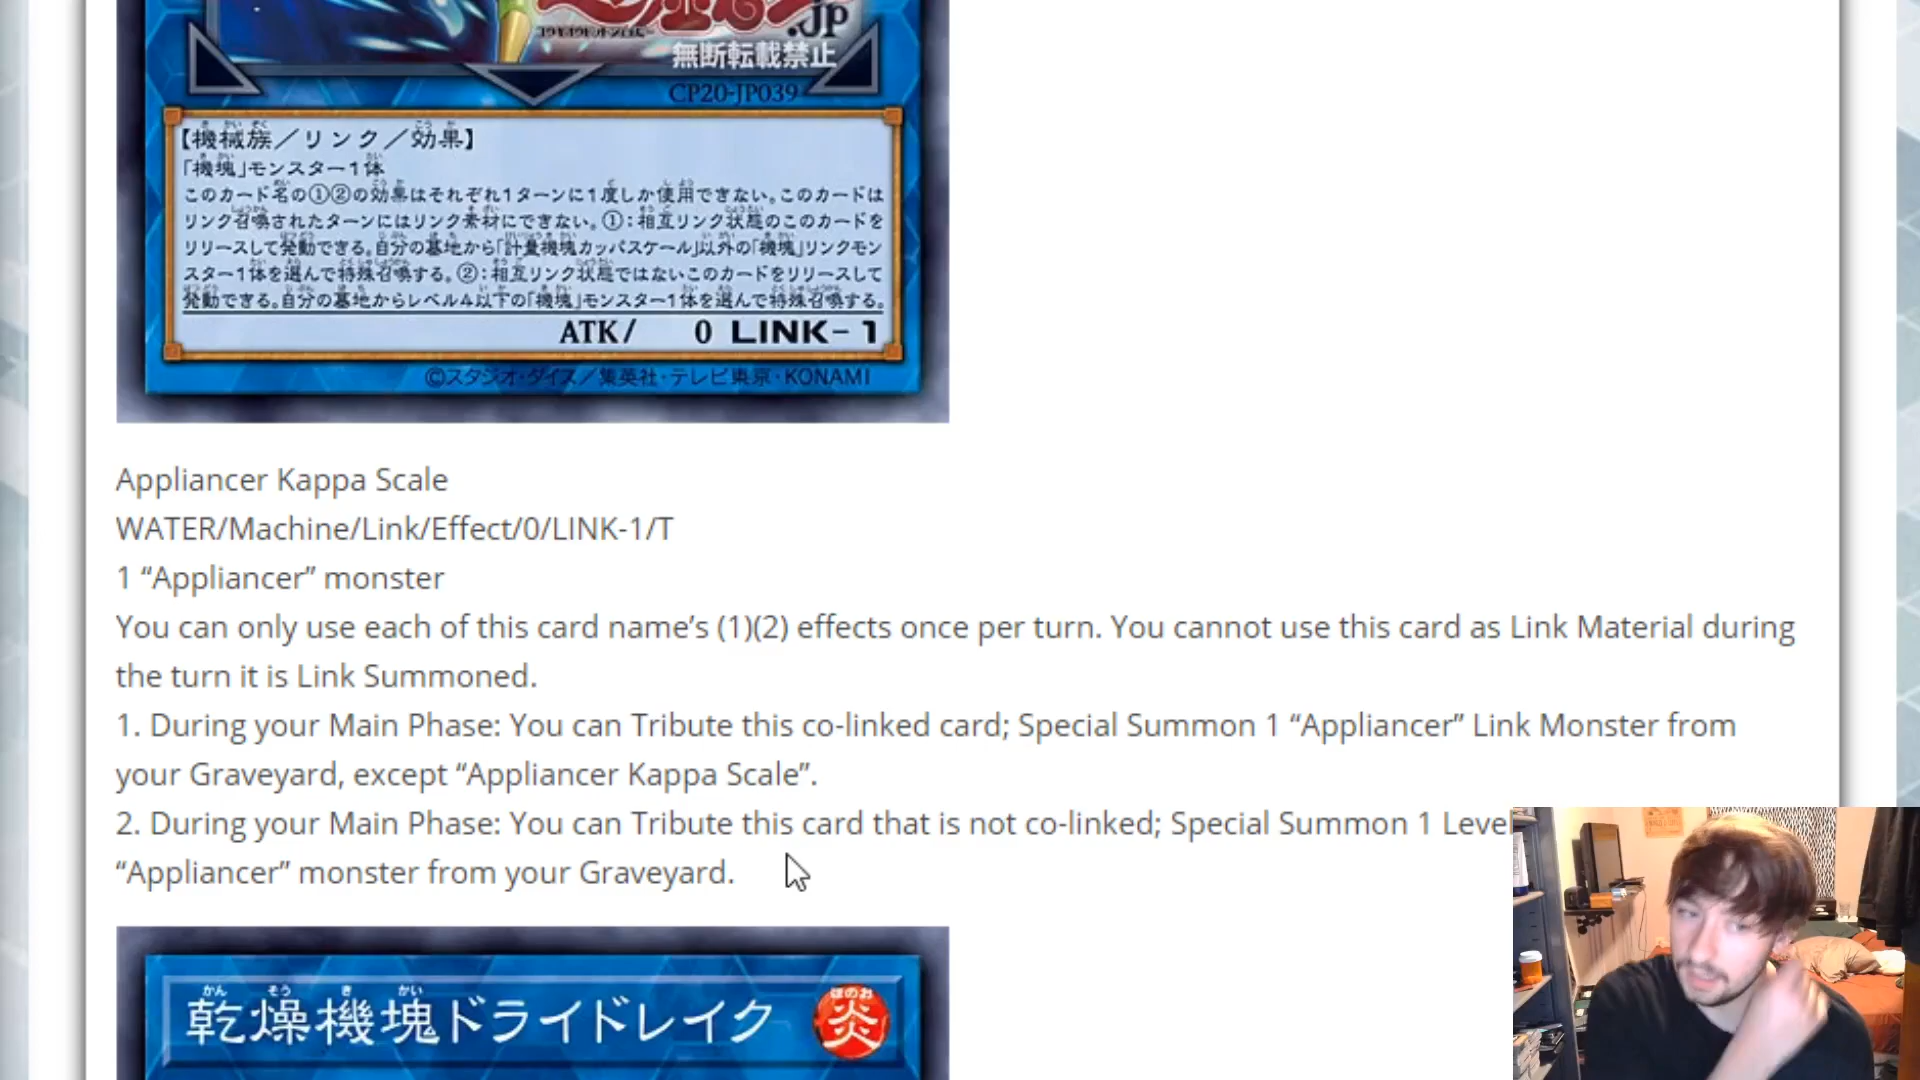 .JP
無断転載禁止
CP20-JP039
【機械族／リンク／効果】
「機塊」モンスター1体
このカード名の①②の効果はそれぞれ1ターンに1度しか使用できない。このカードは
リンク召喚されたターンにはリンク素材にできない。①：相互リンク状態のこのカードを
リリースして発動できる。自分の墓地から「計量機塊カッパスケール」以外の「機塊」リンクモン
スター1体を選んで特殊召喚する。②：相互リンク状態ではないこのカードをリリースして
発動できる。自分の墓地からレベル4以下の「機塊」モンスター1体を選んで特殊召喚する。
ATK/ 0 LINK-1
©スタジオ・ダイス／集英社・テレビ東京・KONAMI
Appliancer Kappa Scale
WATER/Machine/Link/Effect/0/LINK-1/T
1 “Appliancer” monster
You can only use each of this card name’s (1)(2) effects once per turn. You cannot use this card as Link Material during
the turn it is Link Summoned.
1. During your Main Phase: You can Tribute this co-linked card; Special Summon 1 “Appliancer” Link Monster from
your Graveyard, except “Appliancer Kappa Scale”.
2. During your Main Phase: You can Tribute this card that is not co-linked; Special Summon 1 Level
“Appliancer” monster from your Graveyard.
かん そう き かい ほのお
乾燥機塊ドライドレイク 炎